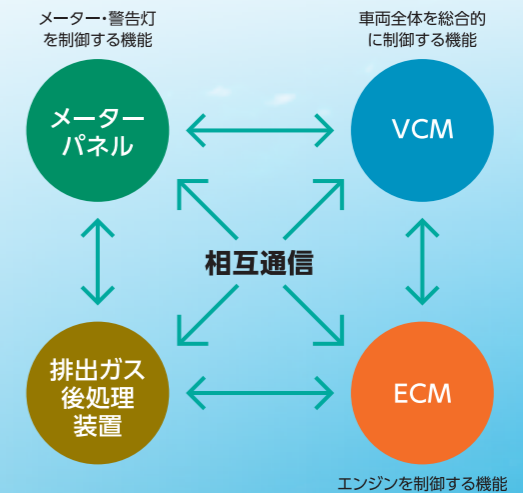 メーター・警告灯
を制御する機能
車両全体を総合的
に制御する機能
メーター
パネル
VCM
相互通信
排出ガス
後処理
装置
ECM
エンジンを制御する機能